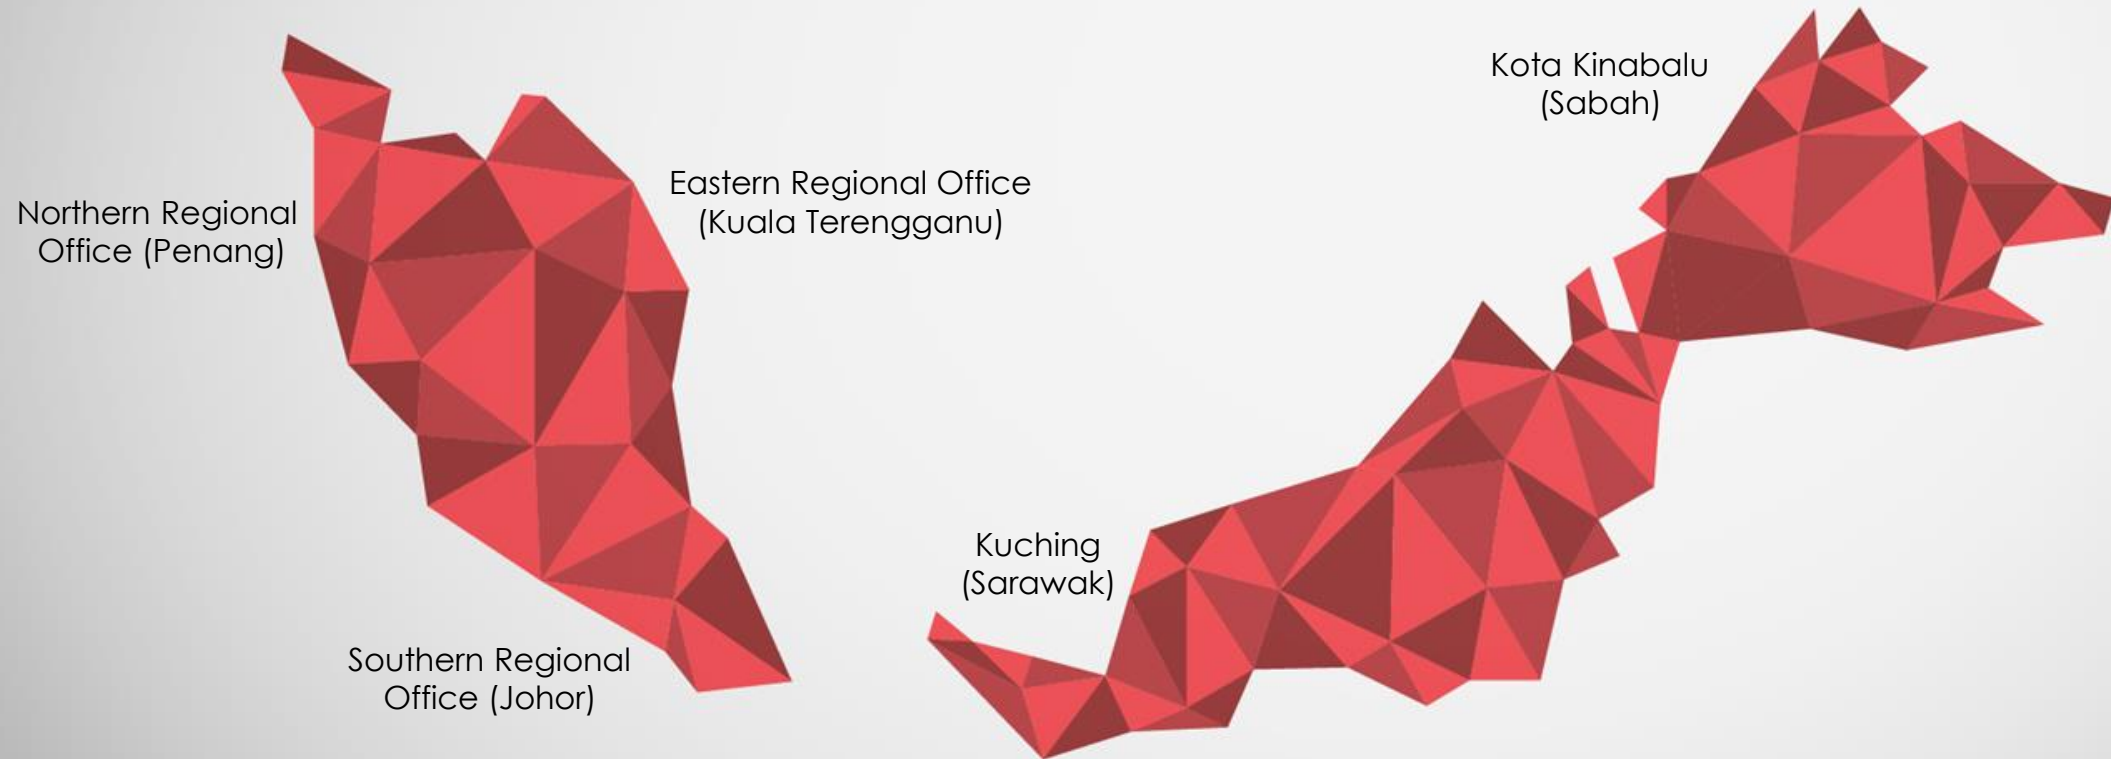 Kota Kinabalu
(Sabah)
Eastern Regional Office
(Kuala Terengganu)
Northern Regional
Office (Penang)
Kuching
(Sarawak)
Southern Regional
Office (Johor)